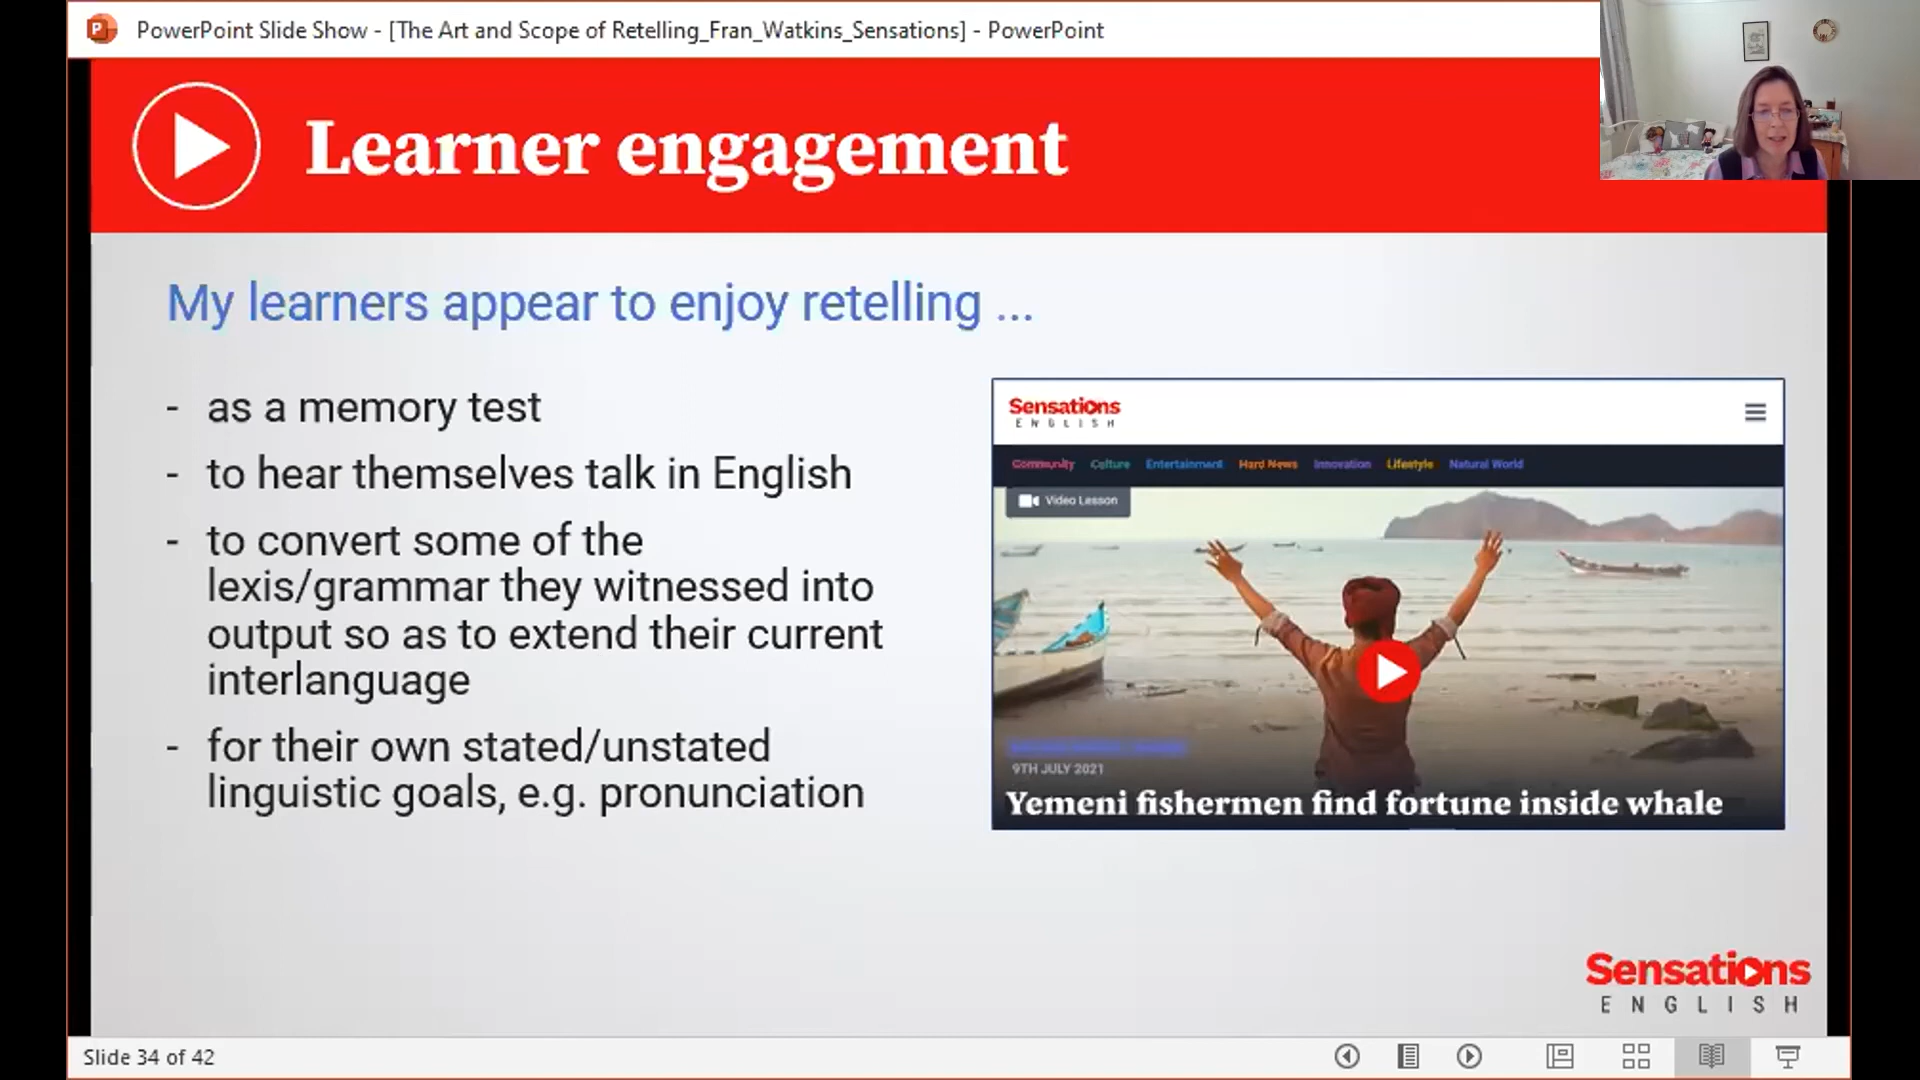 PowerPoint Slide Show - [The Art and Scope of Retelling_Fran_Watkins_Sensations] - PowerPoint
Learner engagement
My learners appear to enjoy retelling ...
- as a memory test
- to hear themselves talk in English
- to convert some of the
lexis/grammar they witnessed into
output so as to extend their current
interlanguage
- for their own stated/unstated
linguistic goals, e.g. pronunciation
Sensations
ENGLISH
Community Culture Entertainment Hard News Innovation Lifestyle Natural World
Video Lesson
9TH JULY 2021
Yemeni fishermen find fortune inside whale
Sensations
ENGLISH
Slide 34 of 42